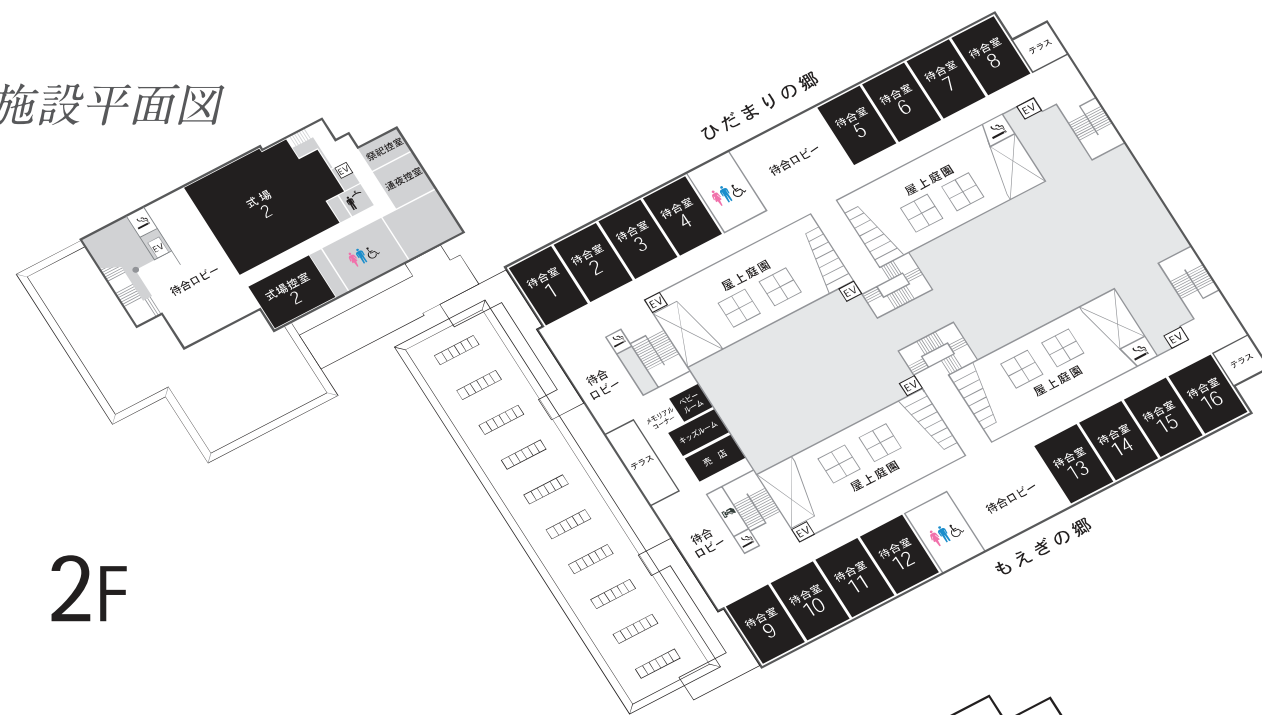 施設平面図
2F
式場
2
式場控室
2
待合ロビー
EV
EV
祭祀控室
通夜控室
ひだまりの郷
待合室
1
待合室
2
待合室
3
待合室
4
待合ロビー
待合室
5
待合室
6
待合室
7
待合室
8
テラス
EV
EV
屋上庭園
屋上庭園
EV
待合
ロビー
メモリアル
コーナー
ベビー
ルーム
キッズルーム
売店
テラス
待合
ロビー
EV
EV
屋上庭園
屋上庭園
EV
テラス
待合室
9
待合室
10
待合室
11
待合室
12
待合ロビー
待合室
13
待合室
14
待合室
15
待合室
16
もえぎの郷